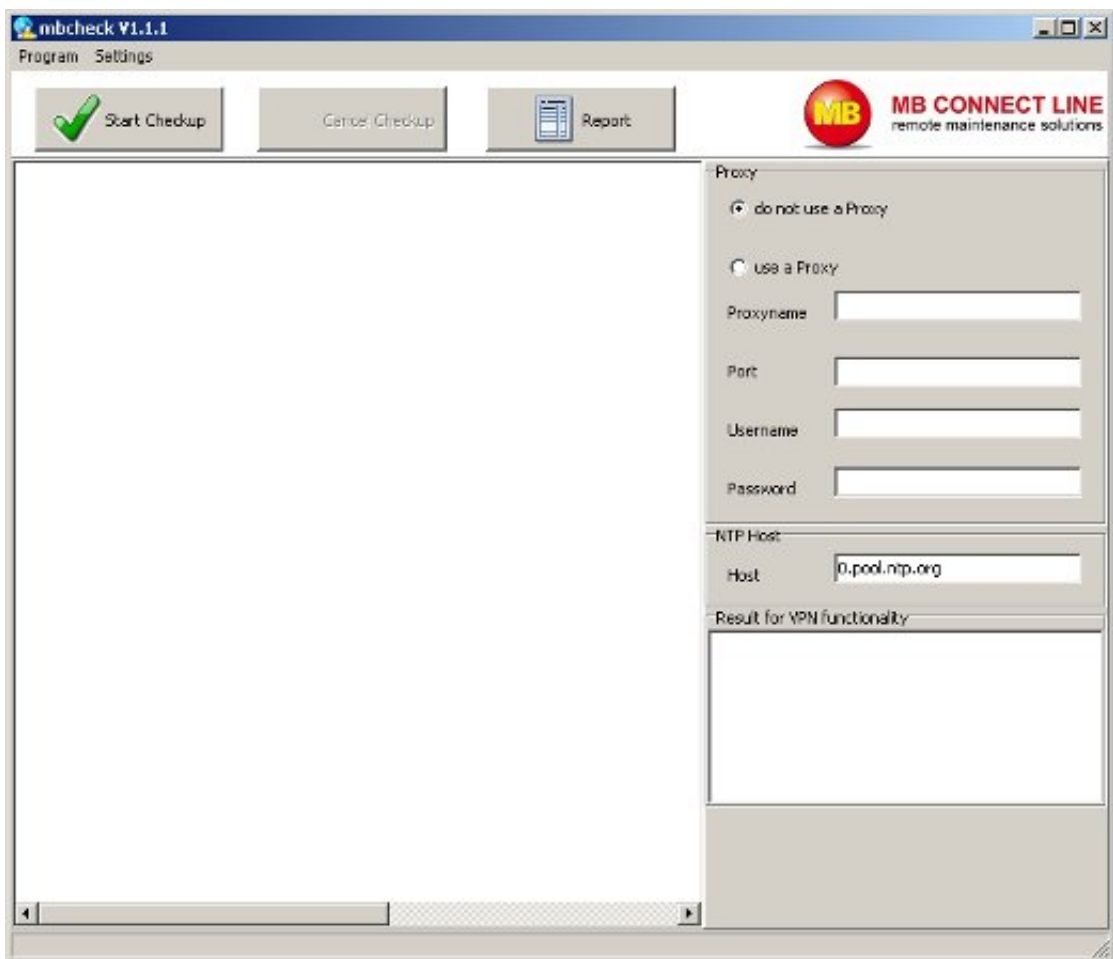 mbcheck V1.1.1
Program Settings
Start Checkup Cancel Checkup Report
MB
MB CONNECT LINE
remote maintenance solutions
Proxy
do not use a Proxy
use a Proxy
Proxyname
Port
Username
Password
NTP Host
Host 0.pool.ntp.org
Result for VPN functionality